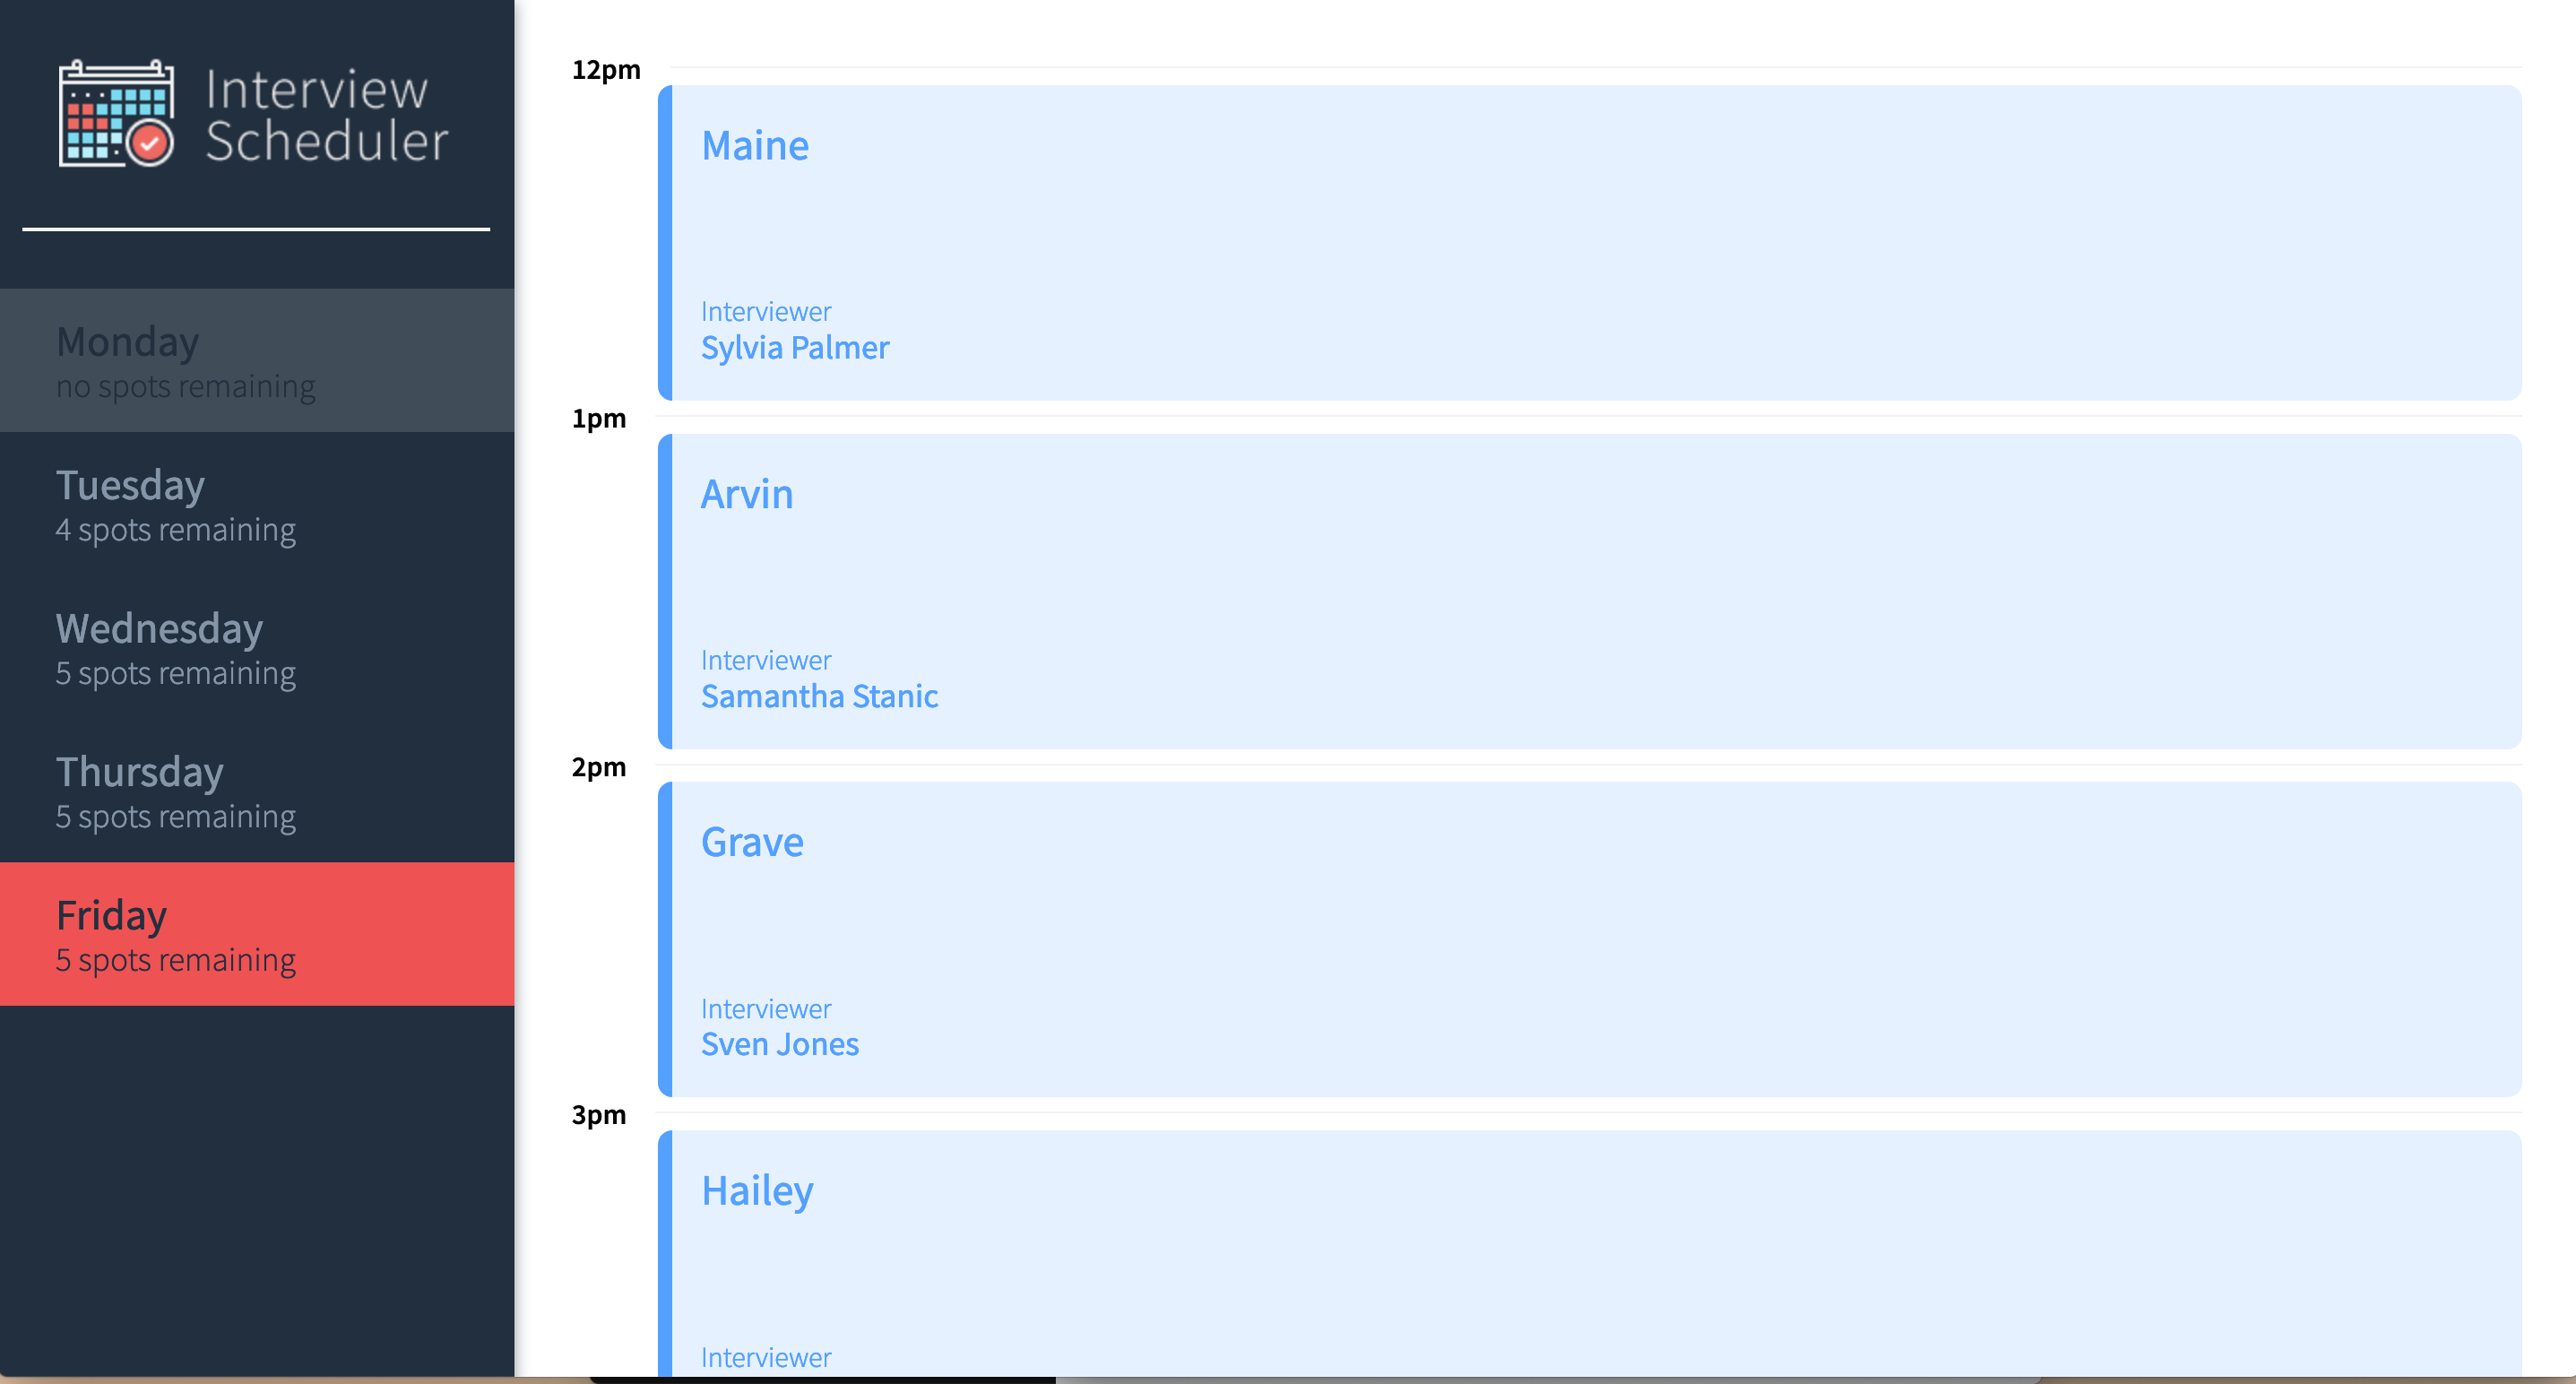 Interview
Scheduler
Monday
no spots remaining
Tuesday
4 spots remaining
Wednesday
5 spots remaining
Thursday
5 spots remaining
Friday
5 spots remaining
12pm
Maine
Interviewer
Sylvia Palmer
1pm
Arvin
Interviewer
Samantha Stanic
2pm
Grave
Interviewer
Sven Jones
3pm
Hailey
Interviewer